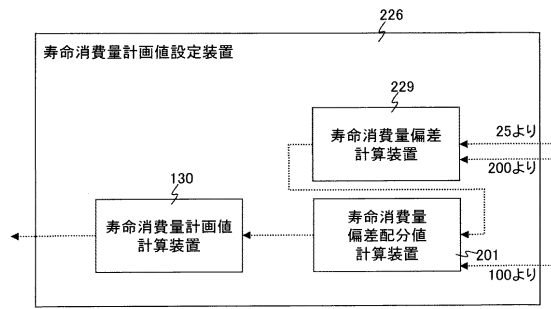 226
寿命消費量計画値設定装置
229
寿命消費量偏差
計算装置
25より
200より
130
寿命消費量計画値
計算装置
寿命消費量
偏差配分値
計算装置
201
100より